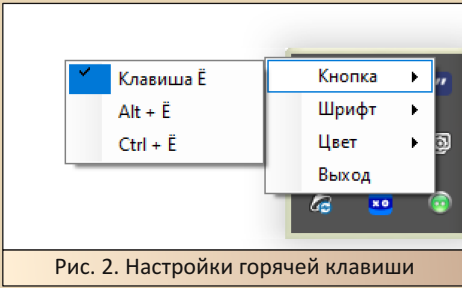 Клавиша Ё
Alt + Ё
Ctrl + Ё
Кнопка
Шрифт
Цвет
Выход
Рис. 2. Настройки горячей клавиши